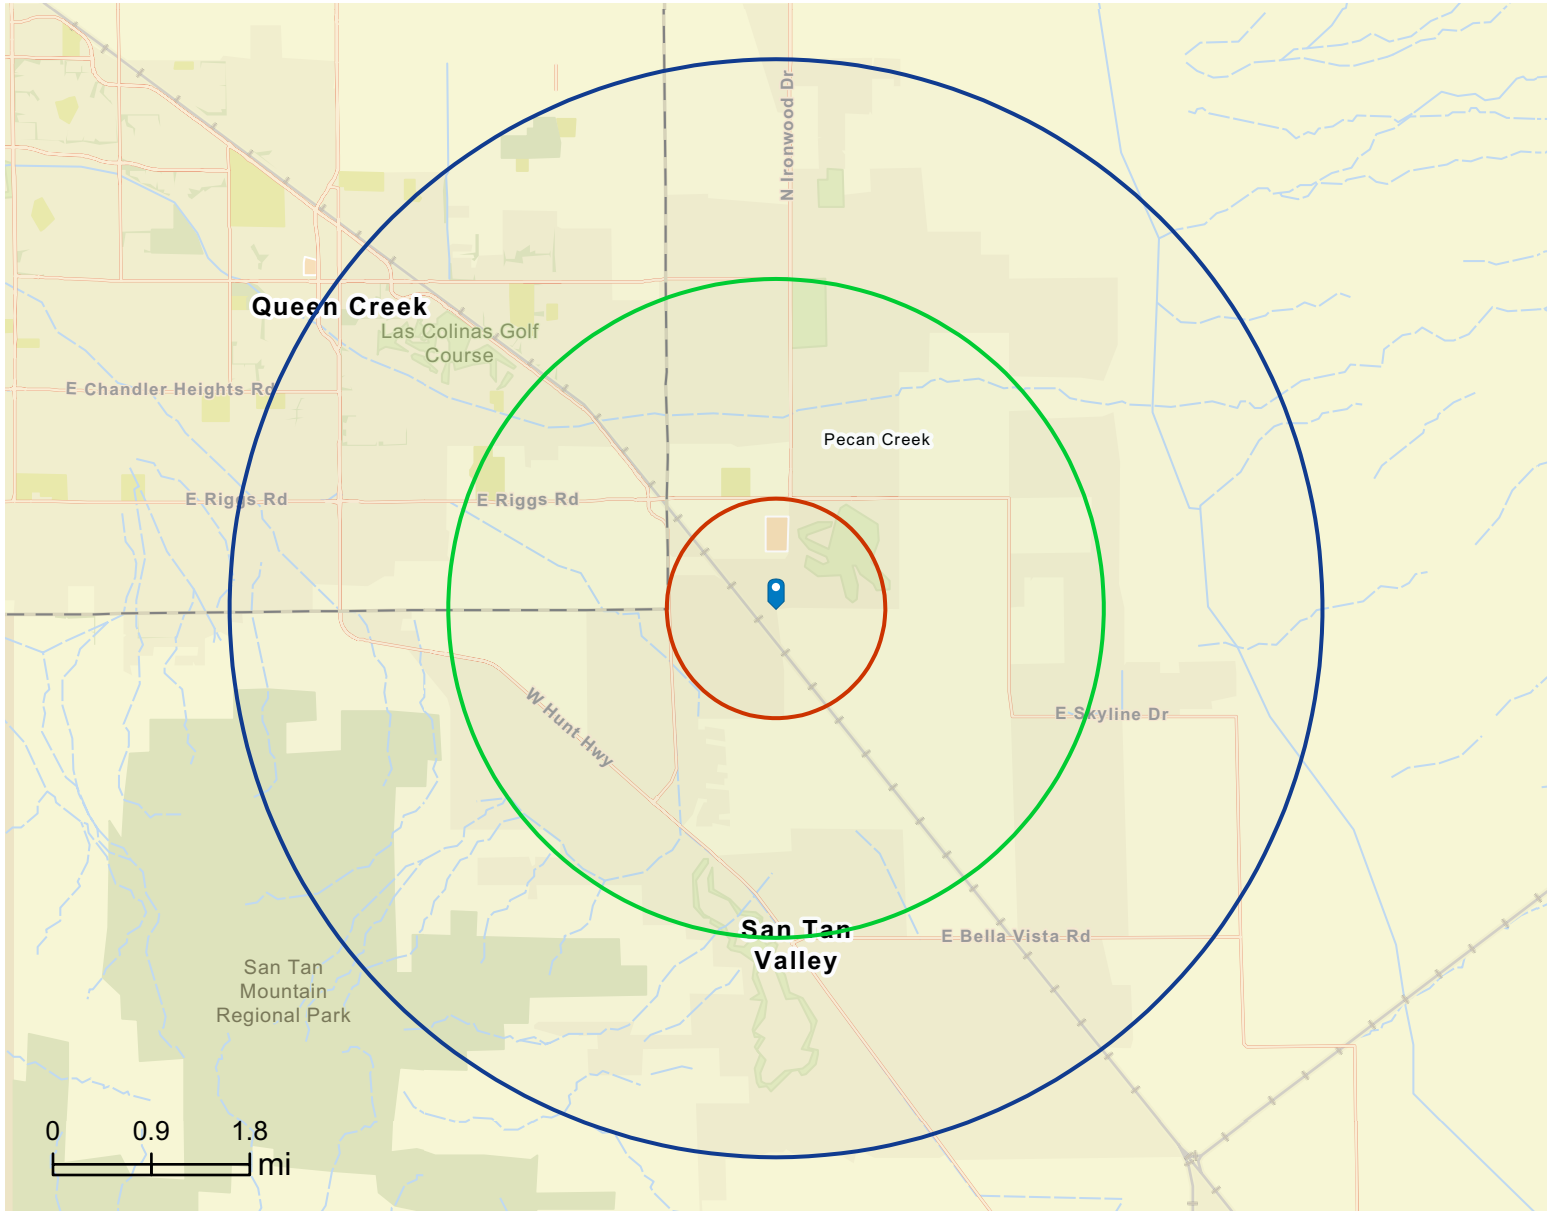 N Ironwood Dr
Queen Creek
Las Colinas Golf
Course
E Chandler Heights Rd
Pecan Creek
E Riggs Rd
E Riggs Rd
W Hunt Hwy
E Skyline Dr
San Tan
Valley
E Bella Vista Rd
San Tan
Mountain
Regional Park
0 0.9 1.8
mi